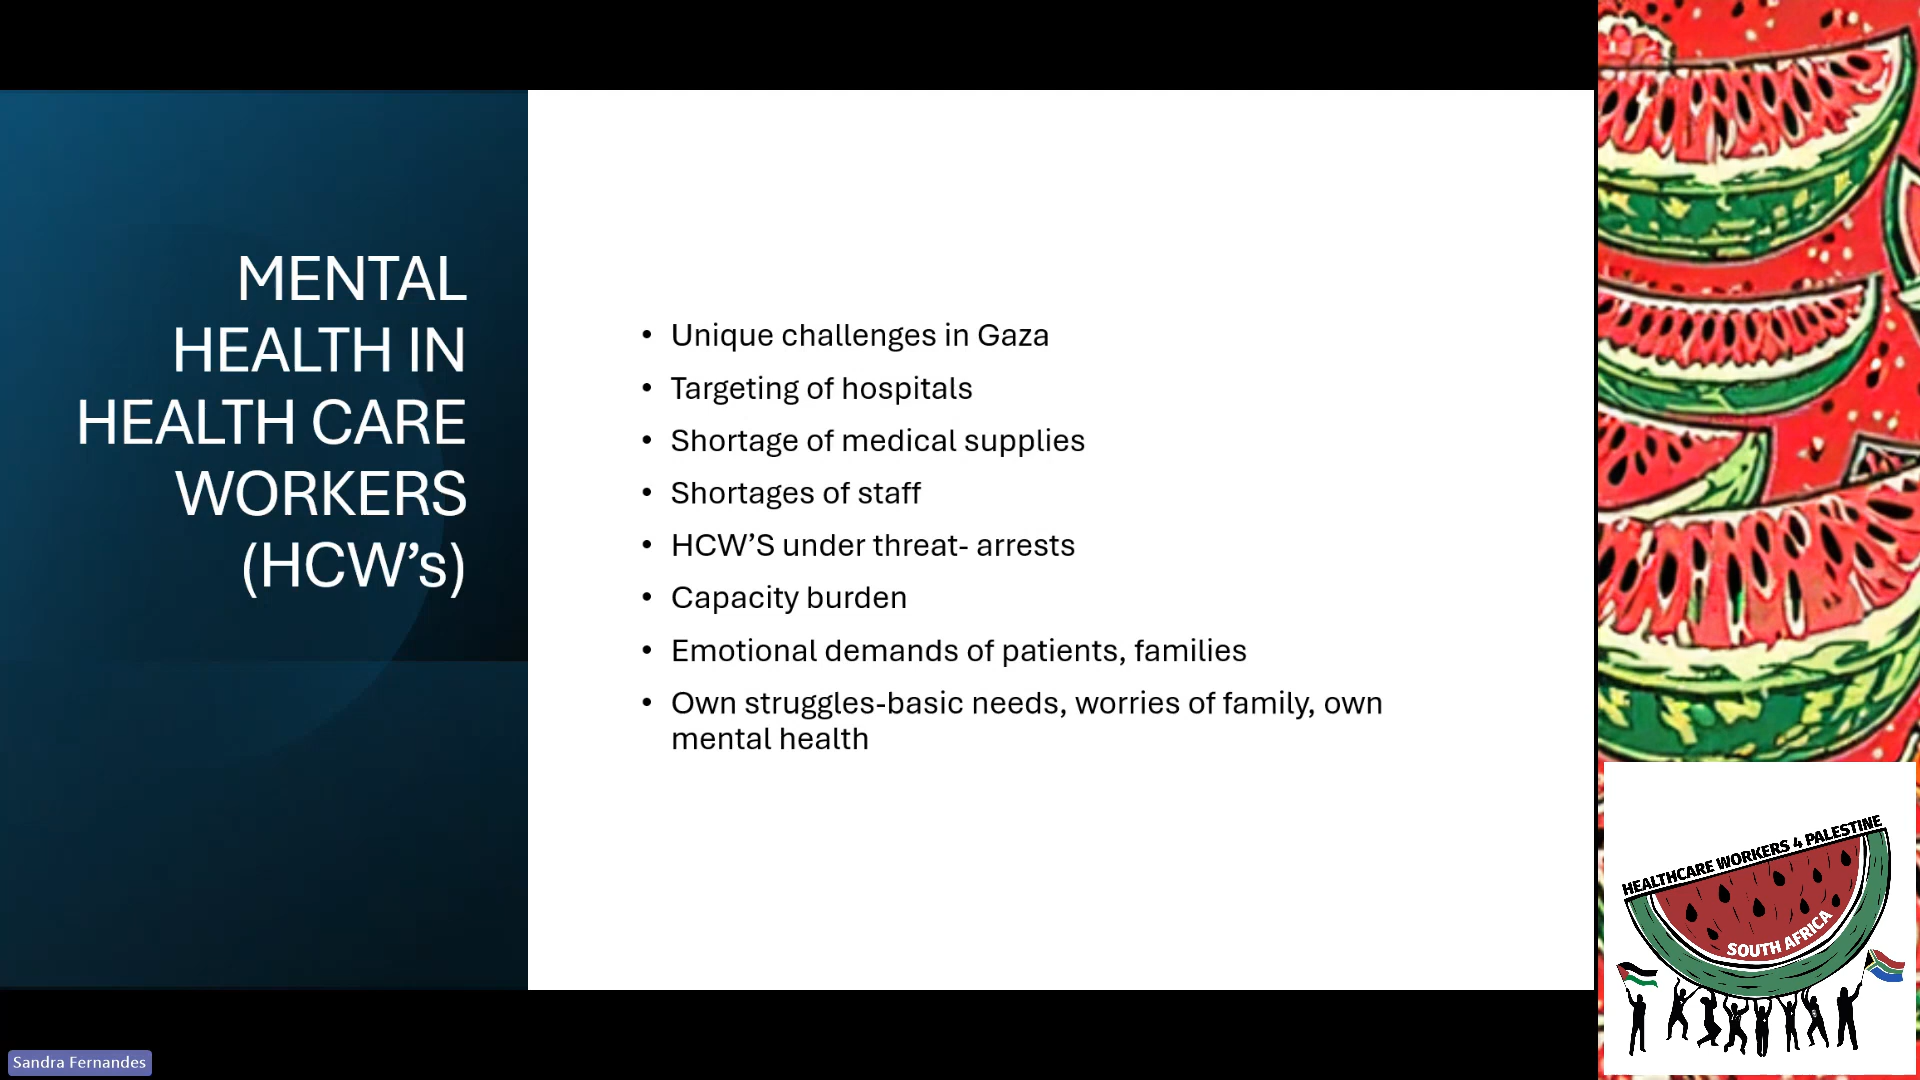 MENTAL
HEALTH IN
HEALTH CARE
WORKERS
(HCW’s)
• Unique challenges in Gaza
• Targeting of hospitals
• Shortage of medical supplies
• Shortages of staff
• HCW’S under threat- arrests
• Capacity burden
• Emotional demands of patients, families
• Own struggles-basic needs, worries of family, own
mental health
HEALTHCARE WORKERS 4 PALESTINE
SOUTH AFRICA
Sandra Fernandes